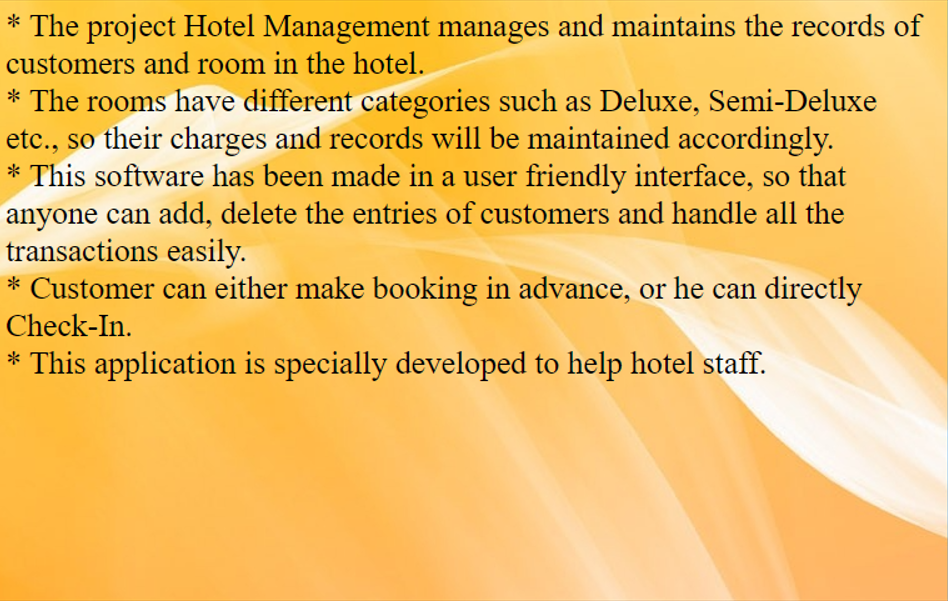 * The project Hotel Management manages and maintains the records of
customers and room in the hotel.
* The rooms have different categories such as Deluxe, Semi-Deluxe
etc., so their charges and records will be maintained accordingly.
* This software has been made in a user friendly interface, so that
anyone can add, delete the entries of customers and handle all the
transactions easily.
* Customer can either make booking in advance, or he can directly
Check-In.
* This application is specially developed to help hotel staff.